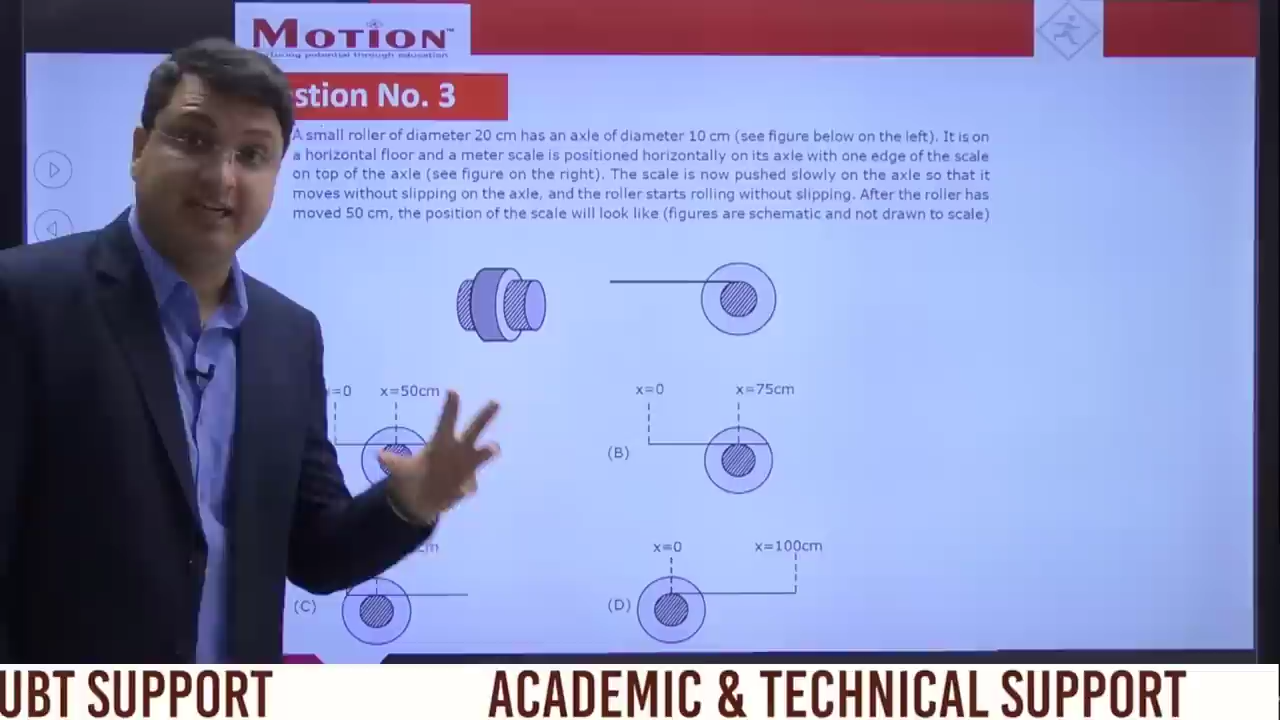 MOTION™
stion No. 3
A small roller of diameter 20 cm has an axle of diameter 10 cm (see figure below on the left). It is on
a horizontal floor and a meter scale is positioned horizontally on its axle with one edge of the scale
on top of the axle (see figure on the right). The scale is now pushed slowly on the axle so that it
moves without slipping on the axle, and the roller starts rolling without slipping. After the roller has
moved 50 cm, the position of the scale will look like (figures are schematic and not drawn to scale)
=0 x=50cm
x=0 x=75cm
(B)
cm
x=0 x=100cm
(C)
(D)
UBT SUPPORT ACADEMIC & TECHNICAL SUPPORT